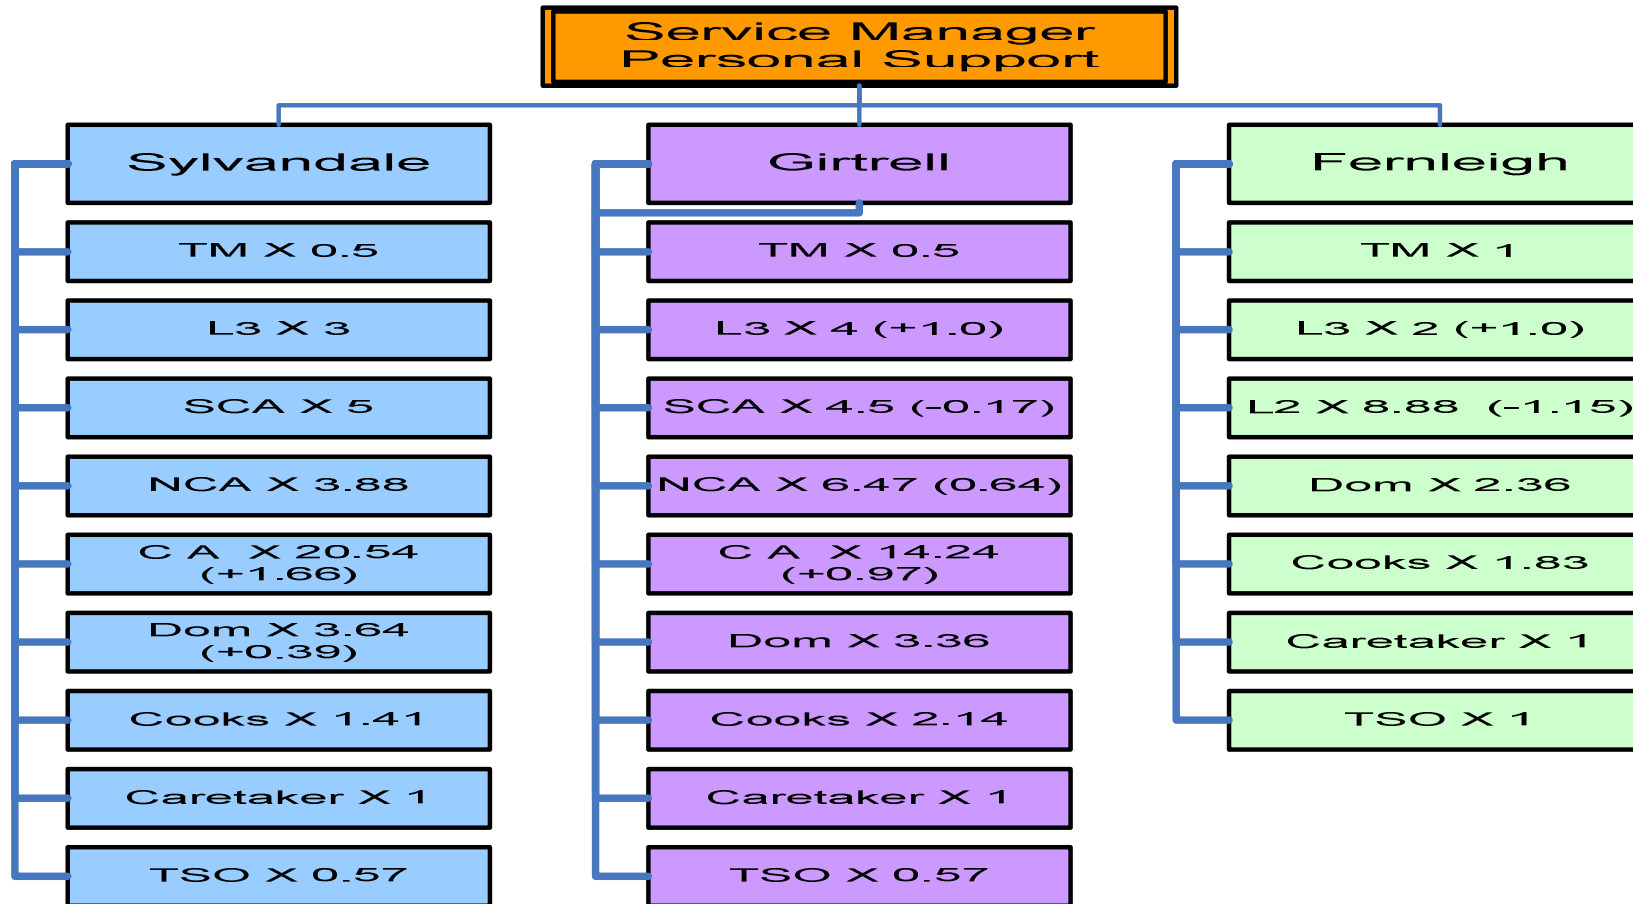 Service Manager
Personal Support
Sylvandale
TM X 0.5
L3 X 3
SCA X 5
NCA X 3.88
C A  X 20.54
(+1.66)
Dom X 3.64
(+0.39)
Cooks X 1.41
Caretaker X 1
TSO X 0.57
Girtrell
TM X 0.5
L3 X 4 (+1.0)
SCA X 4.5 (-0.17)
NCA X 6.47 (0.64)
C A  X 14.24
(+0.97)
Dom X 3.36
Cooks X 2.14
Caretaker X 1
TSO X 0.57
Fernleigh
TM X 1
L3 X 2 (+1.0)
L2 X 8.88  (-1.15)
Dom X 2.36
Cooks X 1.83
Caretaker X 1
TSO X 1